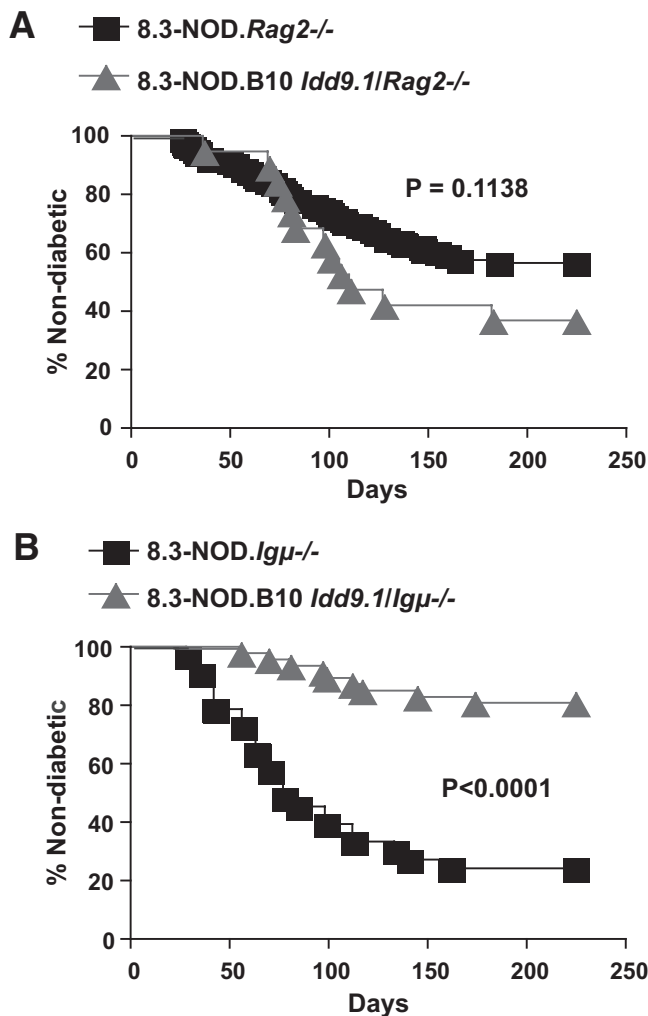 A
8.3-NOD.Rag2-/-
8.3-NOD.B10 Idd9.1/Rag2-/-
100
80
60
40
20
0
% Non-diabetic
P = 0.1138
0 50 100 150 200 250
Days
B
8.3-NOD.Igμ-/-
8.3-NOD.B10 Idd9.1/Igμ-/-
100
80
60
40
20
0
% Non-diabetic
P<0.0001
0 50 100 150 200 250
Days